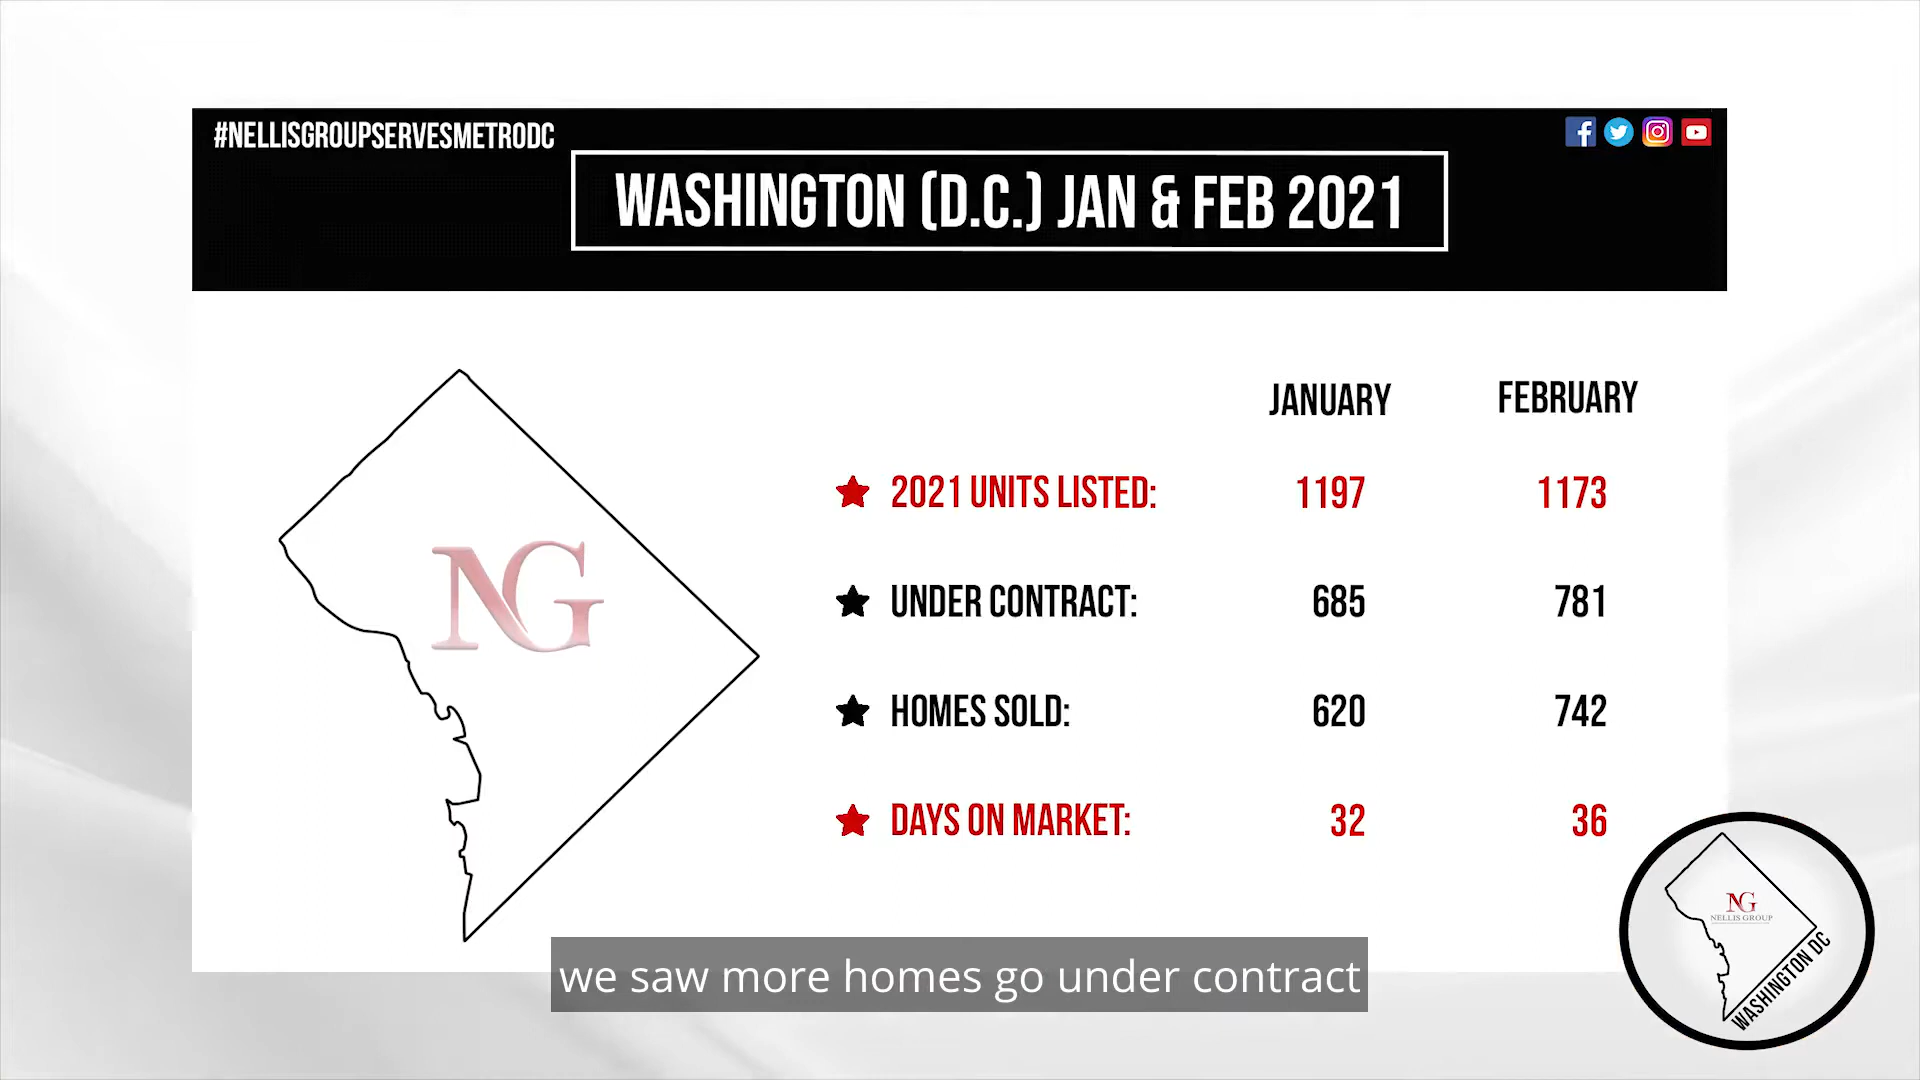 #NELLISGROUPSERVESMETRODC
WASHINGTON (D.C.) JAN & FEB 2021
JANUARY FEBRUARY
2021 UNITS LISTED: 1197 1173
UNDER CONTRACT: 685 781
HOMES SOLD: 620 742
DAYS ON MARKET: 32 36
NG
NG
NELLIS GROUP
WASHINGTON DC
we saw more homes go under contract